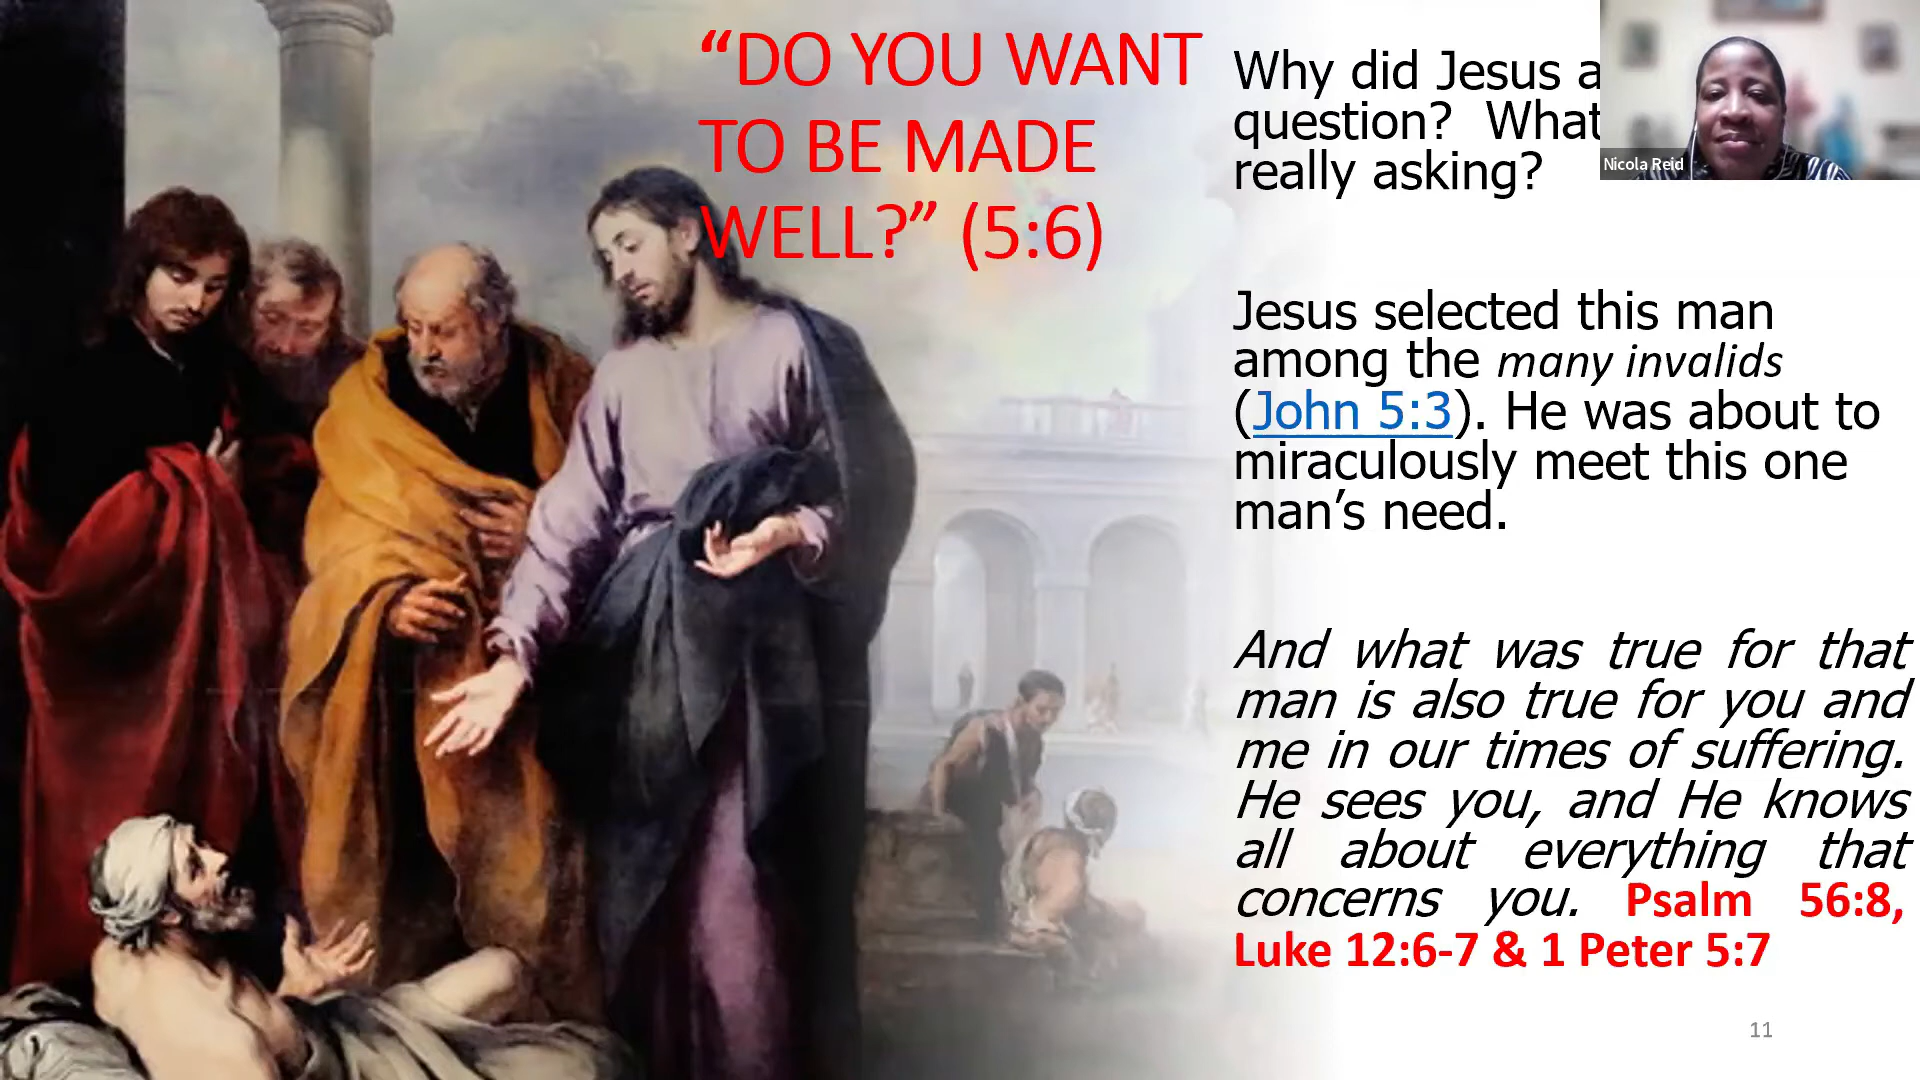 “DO YOU WANT
TO BE MADE
WELL?” (5:6)
Why did Jesus
question? What
really asking?
Nicola Reid
Jesus selected this man
among the many invalids
(John 5:3). He was about to
miraculously meet this one
man’s need.
And what was true for that
man is also true for you and
me in our times of suffering.
He sees you, and He knows
all about everything that
concerns you. Psalm 56:8,
Luke 12:6-7 & 1 Peter 5:7
11